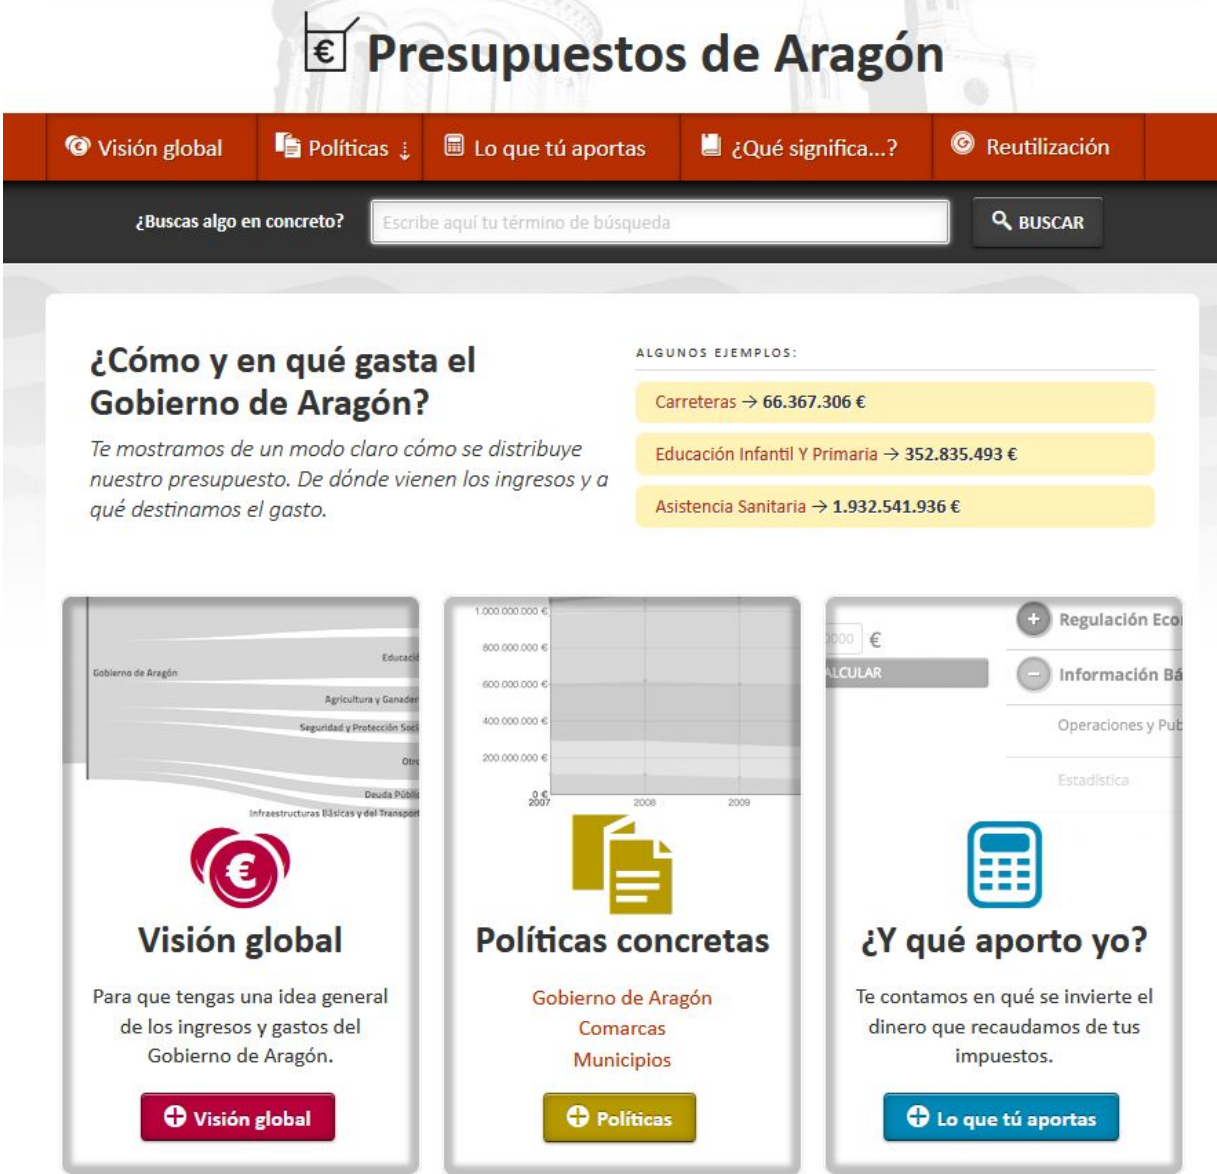 € Presupuestos de Aragón
Visión global
Políticas
Lo que tú aportas
¿Qué significa...?
Reutilización
¿Buscas algo en concreto?
Escribe aquí tu término de búsqueda
BUSCAR
¿Cómo y en qué gasta el
Gobierno de Aragón?
Te mostramos de un modo claro cómo se distribuye
nuestro presupuesto. De dónde vienen los ingresos y a
qué destinamos el gasto.
ALGUNOS EJEMPLOS:
Carreteras → 66.367.306 €
Educación Infantil Y Primaria → 352.835.493 €
Asistencia Sanitaria → 1.932.541.936 €
Gobierno de Aragón
Educació
Agricultura y Ganader
Seguridad y Protección Soci
Otro
Deuda Públic
Infraestructuras Básicas y del Transport
€
Visión global
Para que tengas una idea general
de los ingresos y gastos del
Gobierno de Aragón.
Visión global
1.000.000.000 €
800.000.000 €
600.000.000 €
400.000.000 €
200.000.000 €
0 €
2007
2008
2009
Políticas concretas
Gobierno de Aragón
Comarcas
Municipios
Políticas
€
ALCULAR
Regulación Eco
Información Bá
Operaciones y Pub
Estadística
¿Y qué aporto yo?
Te contamos en qué se invierte el
dinero que recaudamos de tus
impuestos.
Lo que tú aportas